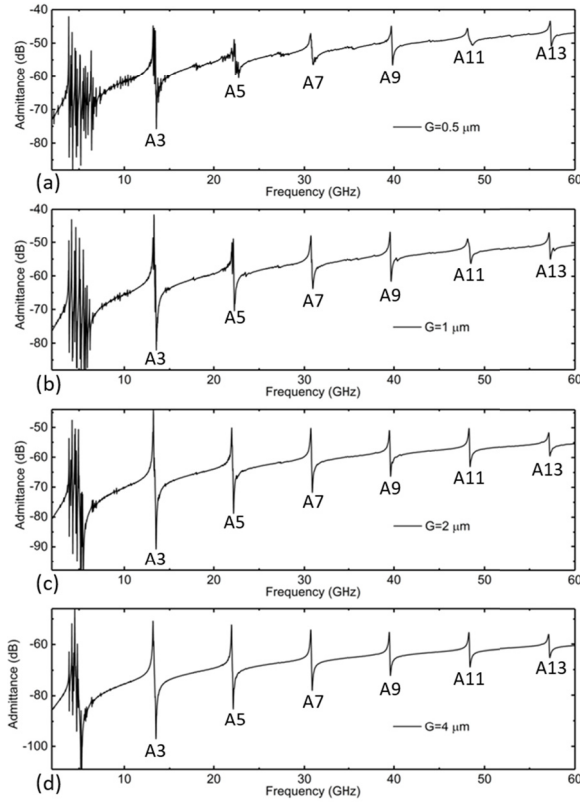 -40
-50
-60
-70
-80
Admittance (dB)
A3
A5
A7
A9
A11
A13
G=0.5 μm
10
20
30
40
50
60
Frequency (GHz)
(a)
-40
-50
-60
-70
-80
Admittance (dB)
A3
A5
A7
A9
A11
A13
G=1 μm
10
20
30
40
50
60
Frequency (GHz)
(b)
-50
-60
-70
-80
-90
Admittance (dB)
A3
A5
A7
A9
A11
A13
G=2 μm
10
20
30
40
50
60
Frequency (GHz)
(c)
-60
-80
-100
Admittance (dB)
A3
A5
A7
A9
A11
A13
G=4 μm
10
20
30
40
50
60
Frequency (GHz)
(d)